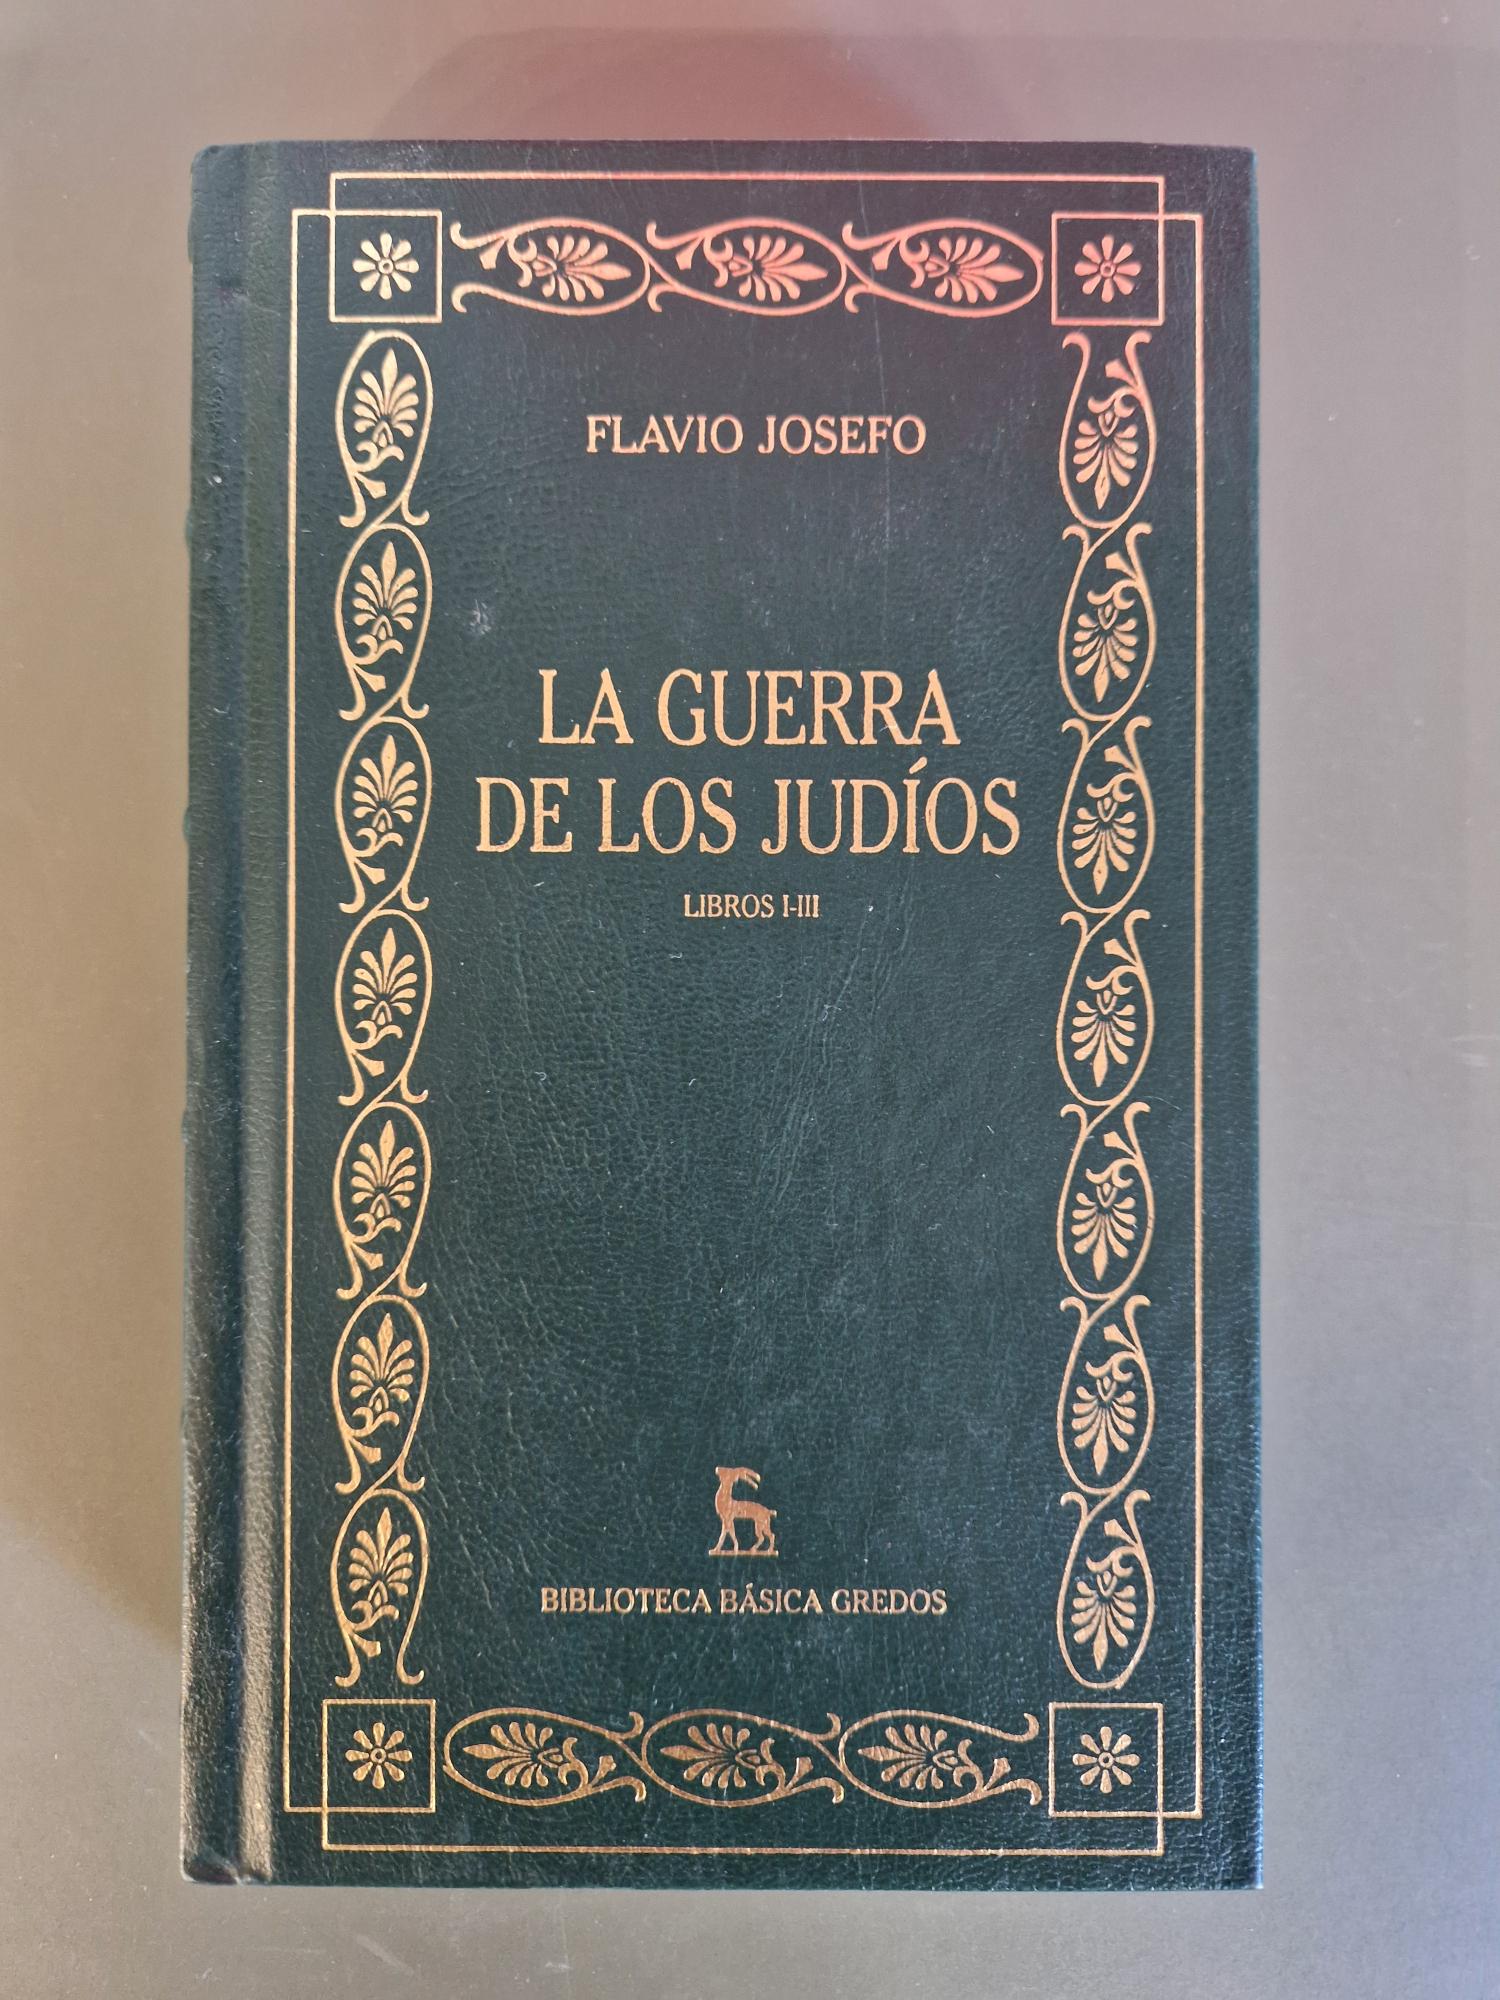 FLAVIO JOSEFO
LA GUERRA
DE LOS JUDÍOS
LIBROS I-III
BIBLIOTECA BÁSICA GREDOS